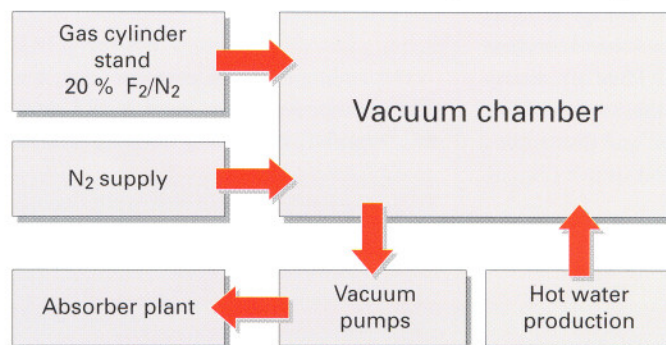 Gas cylinder
stand
20 % F₂/N₂
Vacuum chamber
N₂ supply
Absorber plant
Vacuum
pumps
Hot water
production